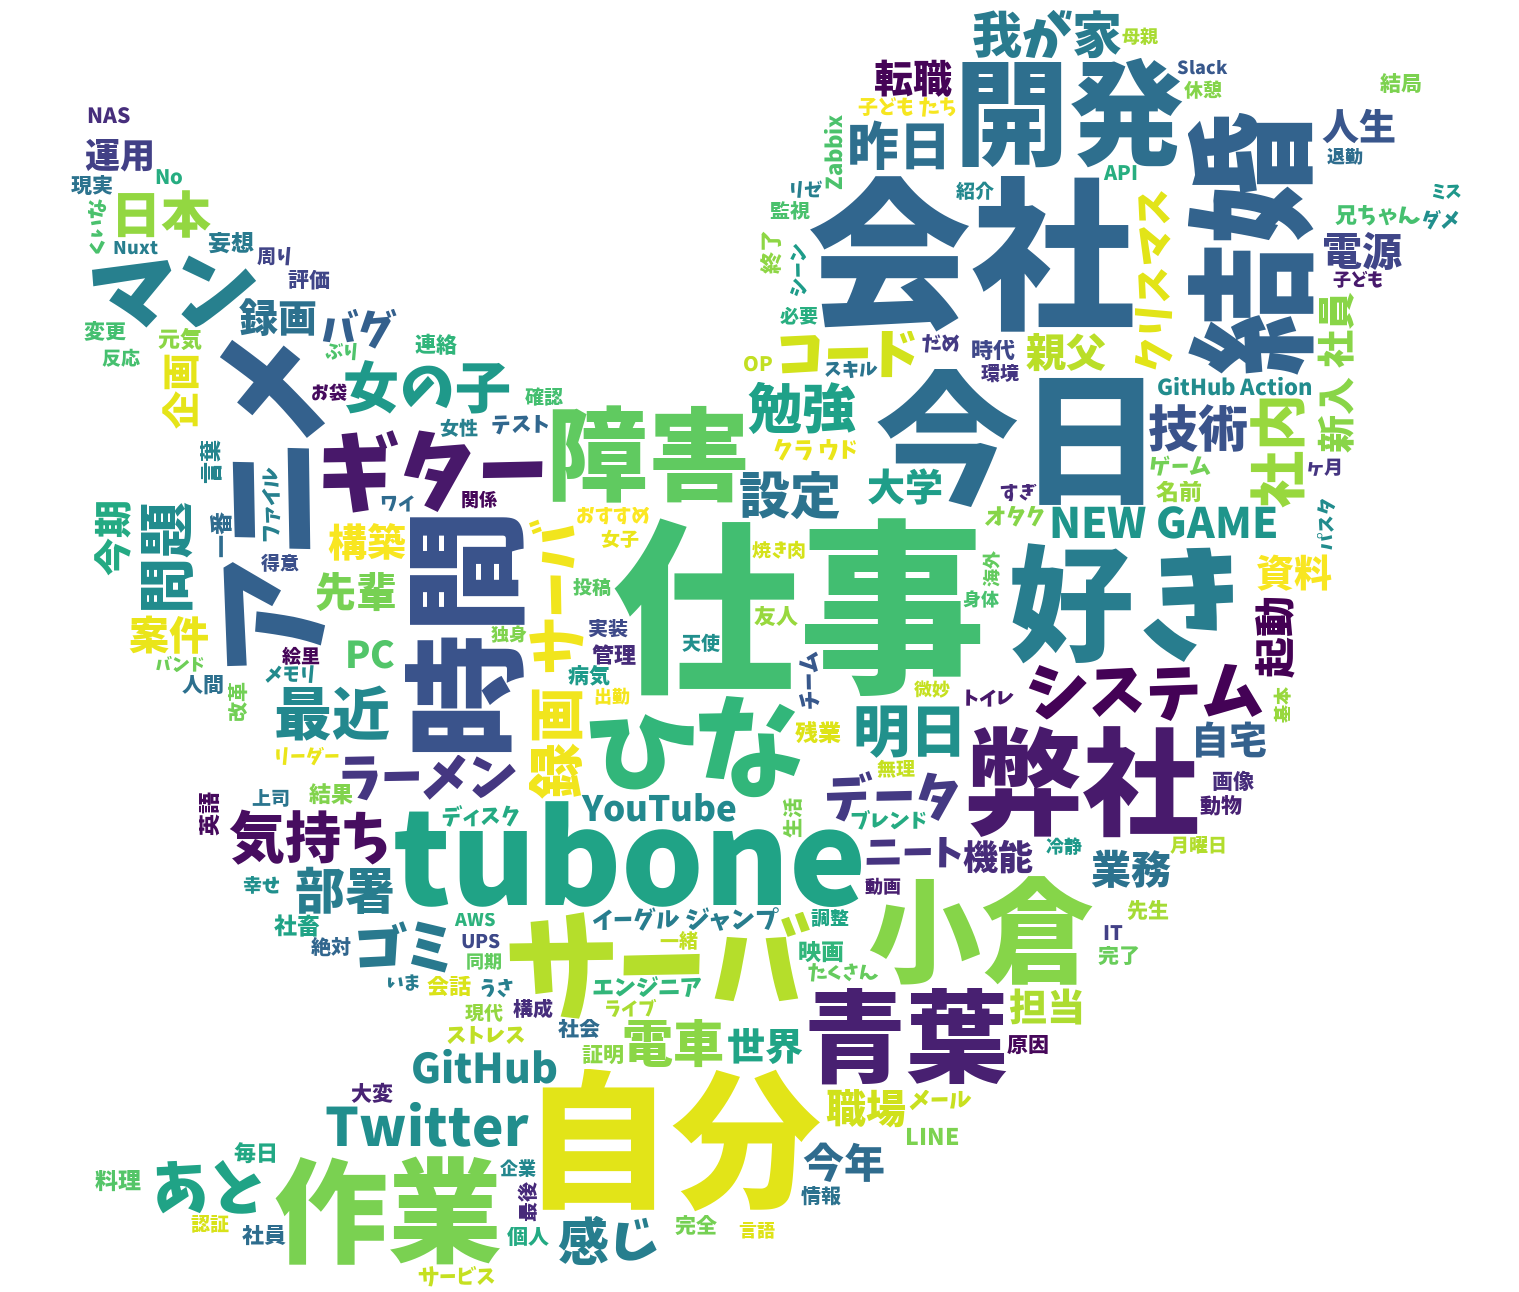 我が家
母親
転職
開発
Slack
休憩
結局
子どもたち
NAS
昨日
結婚
人生
Zabbix
運用
退勤
No
API
現実
リゼ
紹介
ミス
日本
くいな
監視
会社
クリスマス
兄ちゃん
ダメ
Nuxt
妄想
周り
終了
シーン
電源
子ども
マン
評価
録画
バグ
必要
社員
変更
元気
反応
ぶり
連絡
コード
だめ
時代
親父
OP
スキル
環境
メ
企画
お袋
女の子
確認
勉強
今日
GitHub Action
新入
障害
女性
テスト
技術
社内
ギター
クラウド
言葉
アニ
ファイル
ワイ
関係
設定
大学
すぎ
ゲーム
名前
ケ月
今期
問題
一番
構築
時間
サーバ
おすすめ
女子
仕事
焼き肉
オタク
NEW GAME
パスタ
得意
先輩
投稿
海外
身体
好き
資料
案件
友人
起動
独身
実装
天使
バンド
絵里
PC
管理
メモリ
人間
病気
チーム
改革
最近
録画
出勤
微妙
トイレ
システム
基本
ひな
残業
明日
自宅
リーダー
ラーメン
無理
弊社
画像
上司
結果
データ
動物
英語
気持ち
ディスク
YouTube
生活
ブレンド
tubone
ニート
機能
冷静
月曜日
業務
幸せ
部署
動画
小倉
先生
社畜
AWS
イーグル ジャンプ
調整
ゴミ
絶対
UPS
サーバ
一緒
IT
同期
映画
完了
いま
会話
うさ
エンジニア
たくさん
現代
構成
ライブ
青葉
担当
ストレス
社会
電車
世界
証明
原因
GitHub
大変
自分
職場
メール
Twitter
LINE
毎日
今年
料理
あと
作業
企業
情報
最後
認証
社員
個人
感じ
完全
言語
サービス